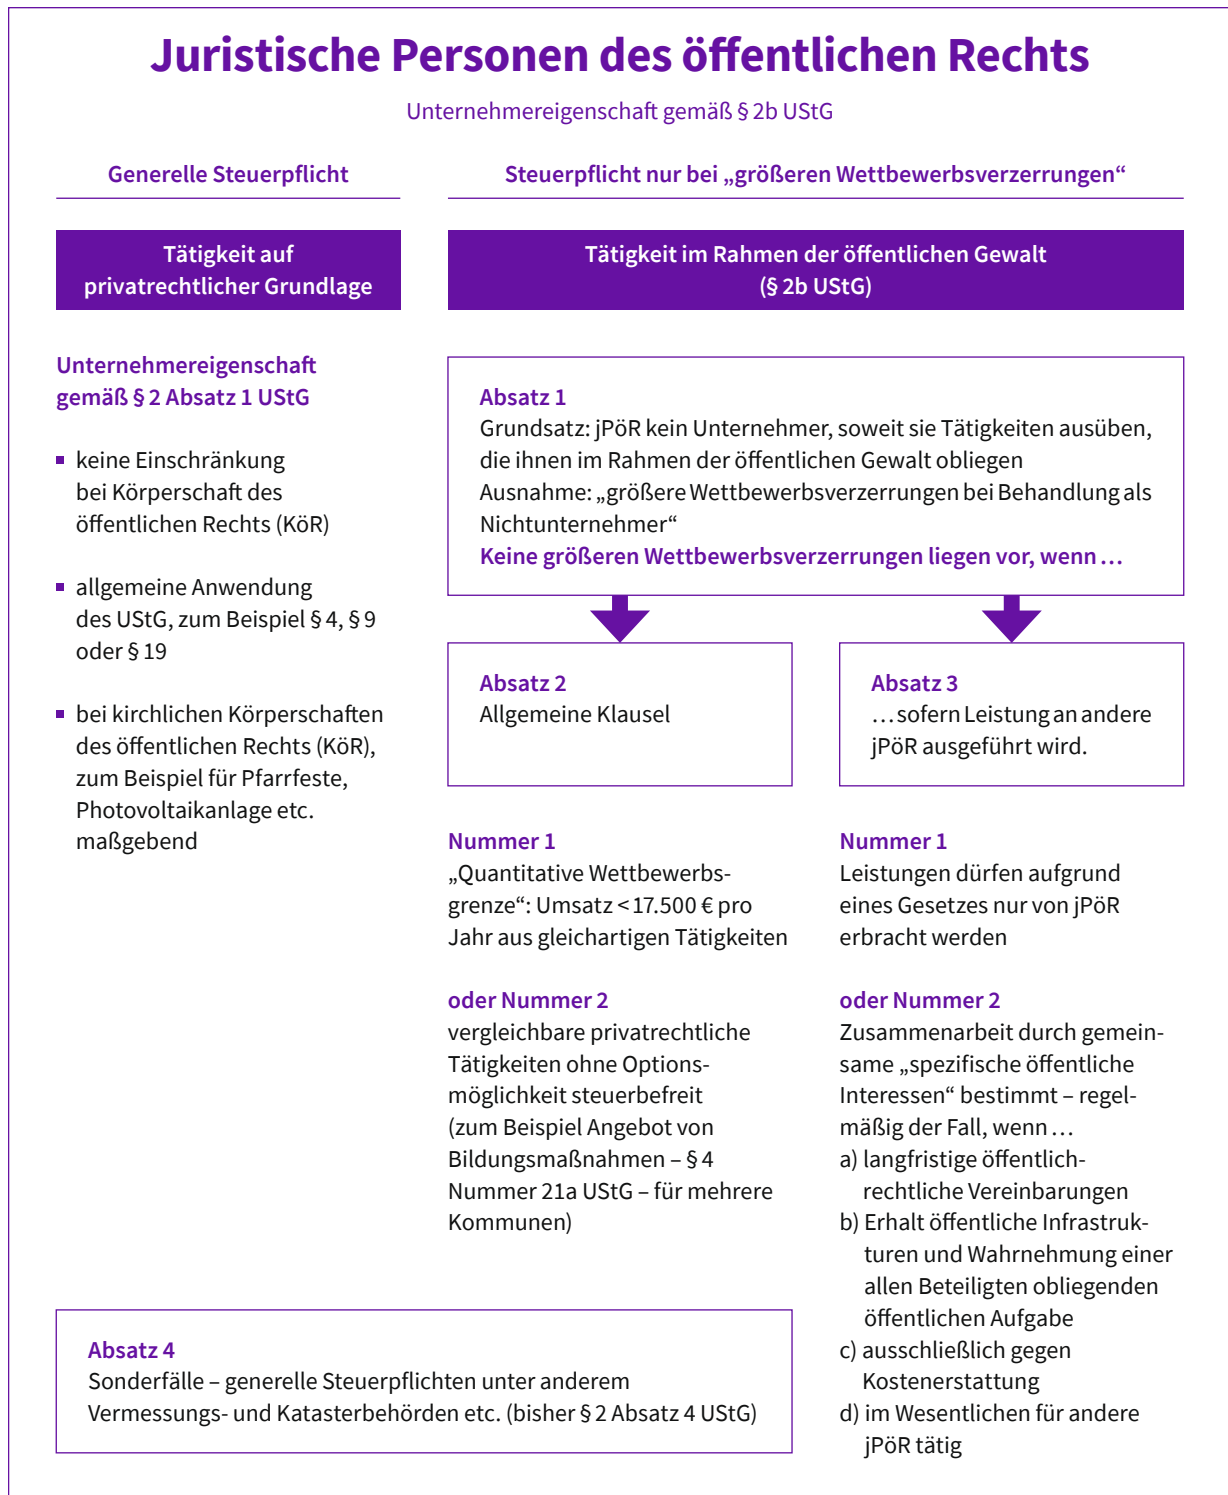 Juristische Personen des öffentlichen Rechts
Unternehmereigenschaft gemäß § 2b UStG
Generelle Steuerpflicht
Tätigkeit auf
privatrechtlicher Grundlage
Unternehmereigenschaft
gemäß § 2 Absatz 1 UStG
▪ keine Einschränkung
bei Körperschaft des
öffentlichen Rechts (KöR)
▪ allgemeine Anwendung
des UStG, zum Beispiel § 4, § 9
oder § 19
▪ bei kirchlichen Körperschaften
des öffentlichen Rechts (KöR),
zum Beispiel für Pfarrfeste,
Photovoltaikanlage etc.
maßgebend
Steuerpflicht nur bei „größeren Wettbewerbsverzerrungen“
Tätigkeit im Rahmen der öffentlichen Gewalt
(§ 2b UStG)
Absatz 1
Grundsatz: jPöR kein Unternehmer, soweit sie Tätigkeiten ausüben,
die ihnen im Rahmen der öffentlichen Gewalt obliegen
Ausnahme: „größere Wettbewerbsverzerrungen bei Behandlung als
Nichtunternehmer“
Keine größeren Wettbewerbsverzerrungen liegen vor, wenn …
Absatz 2
Allgemeine Klausel
Nummer 1
„Quantitative Wettbewerbs-
grenze“: Umsatz < 17.500 € pro
Jahr aus gleichartigen Tätigkeiten
oder Nummer 2
vergleichbare privatrechtliche
Tätigkeiten ohne Options-
möglichkeit steuerbefreit
(zum Beispiel Angebot von
Bildungsmaßnahmen – § 4
Nummer 21a UStG – für mehrere
Kommunen)
Absatz 3
… sofern Leistung an andere
jPöR ausgeführt wird.
Nummer 1
Leistungen dürfen aufgrund
eines Gesetzes nur von jPöR
erbracht werden
oder Nummer 2
Zusammenarbeit durch gemein-
same „spezifische öffentliche
Interessen“ bestimmt – regel-
mäßig der Fall, wenn …
a) langfristige öffentlich-
rechtliche Vereinbarungen
b) Erhalt öffentliche Infrastruk-
turen und Wahrnehmung einer
allen Beteiligten obliegenden
öffentlichen Aufgabe
c) ausschließlich gegen
Kostenerstattung
d) im Wesentlichen für andere
jPöR tätig
Absatz 4
Sonderfälle – generelle Steuerpflichten unter anderem
Vermessungs- und Katasterbehörden etc. (bisher § 2 Absatz 4 UStG)